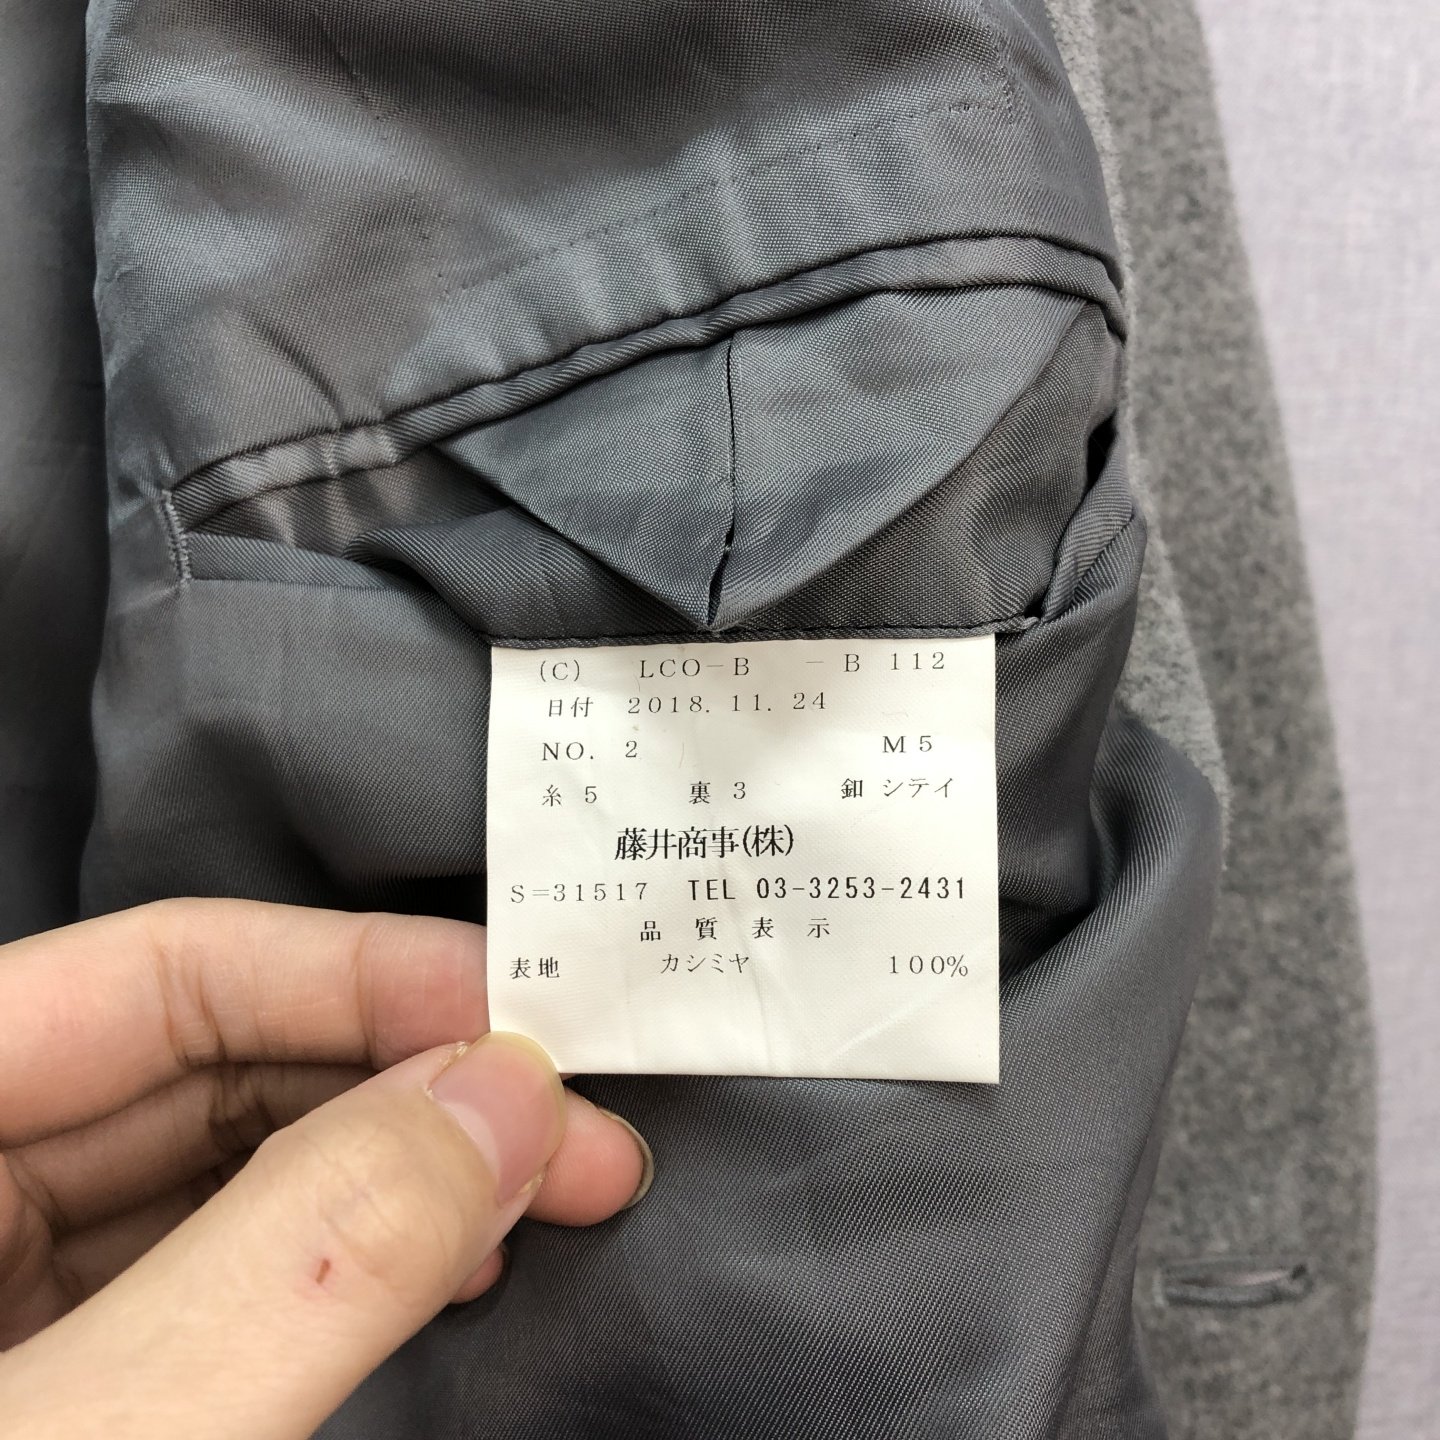 (C) LCO-B -B 112
日付 2018.11.24
NO. 2 M5
糸 5 裏 3 釦 シテイ
藤井商事(株)
S=31517 TEL 03-3253-2431
品質表示
表地 カシミヤ 100%